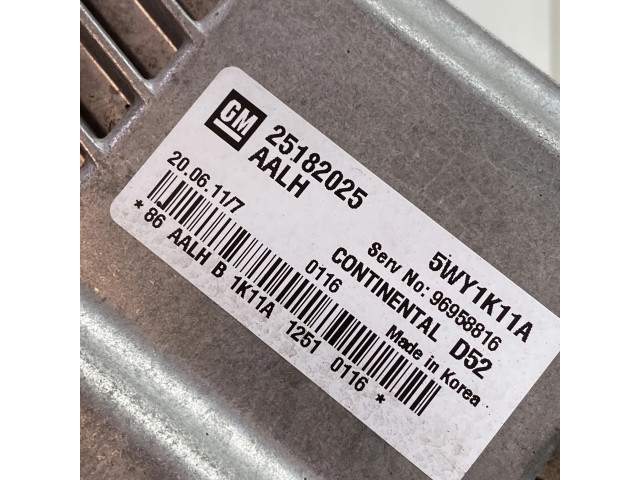 GM
25182025
AALH
5WY1K11A
Serv No: 96958816
20.06.11/7
0116
CONTINENTAL D52
Made in Korea
* 86 AALH B 1K11A 1251 0116 *